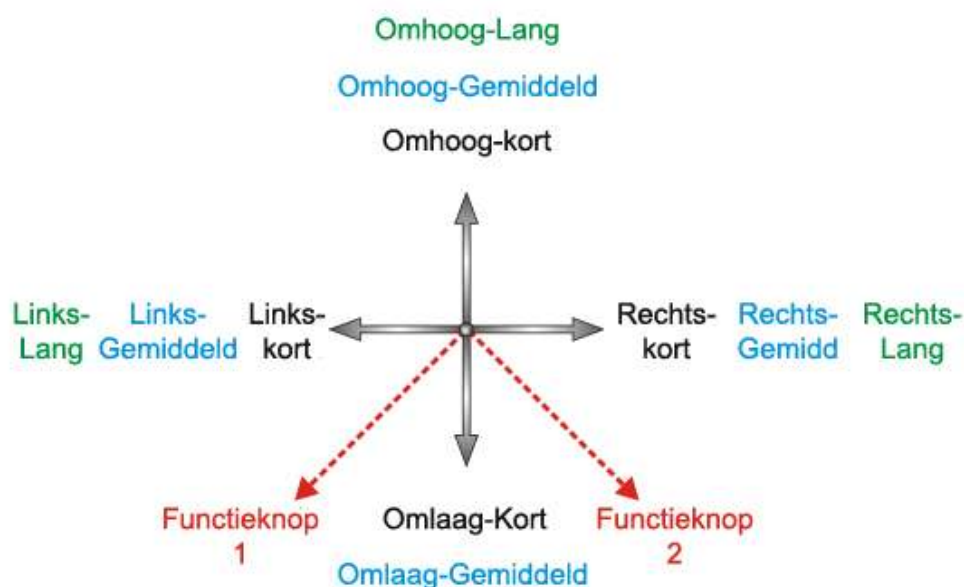 Omhoog-Lang
Omhoog-Gemiddeld
Omhoog-kort
Links-
Lang
Links-
Gemiddeld
Links-
kort
Rechts-
kort
Rechts-
Gemidd
Rechts-
Lang
Functieknop
1
Omlaag-Kort
Functieknop
2
Omlaag-Gemiddeld